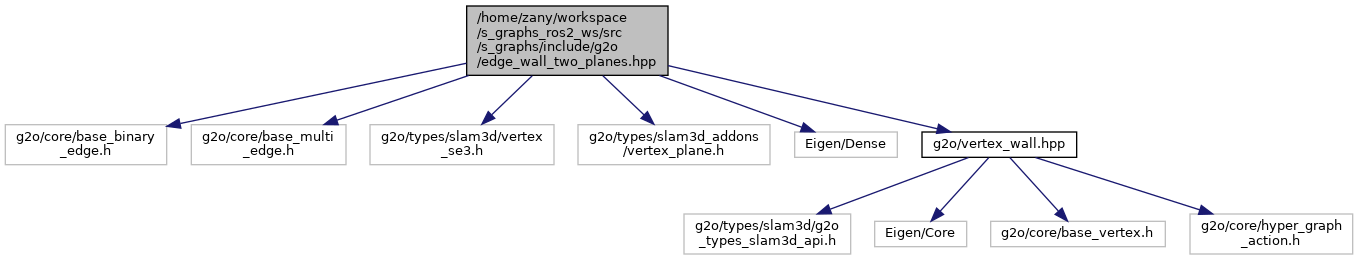 /home/zany/workspace
/s_graphs_ros2_ws/src
/s_graphs/include/g2o
/edge_wall_two_planes.hpp
g2o/core/base_binary
_edge.h
g2o/core/base_multi
_edge.h
g2o/types/slam3d/vertex
_se3.h
g2o/types/slam3d_addons
/vertex_plane.h
Eigen/Dense
g2o/vertex_wall.hpp
g2o/types/slam3d/g2o
_types_slam3d_api.h
Eigen/Core
g2o/core/base_vertex.h
g2o/core/hyper_graph
_action.h